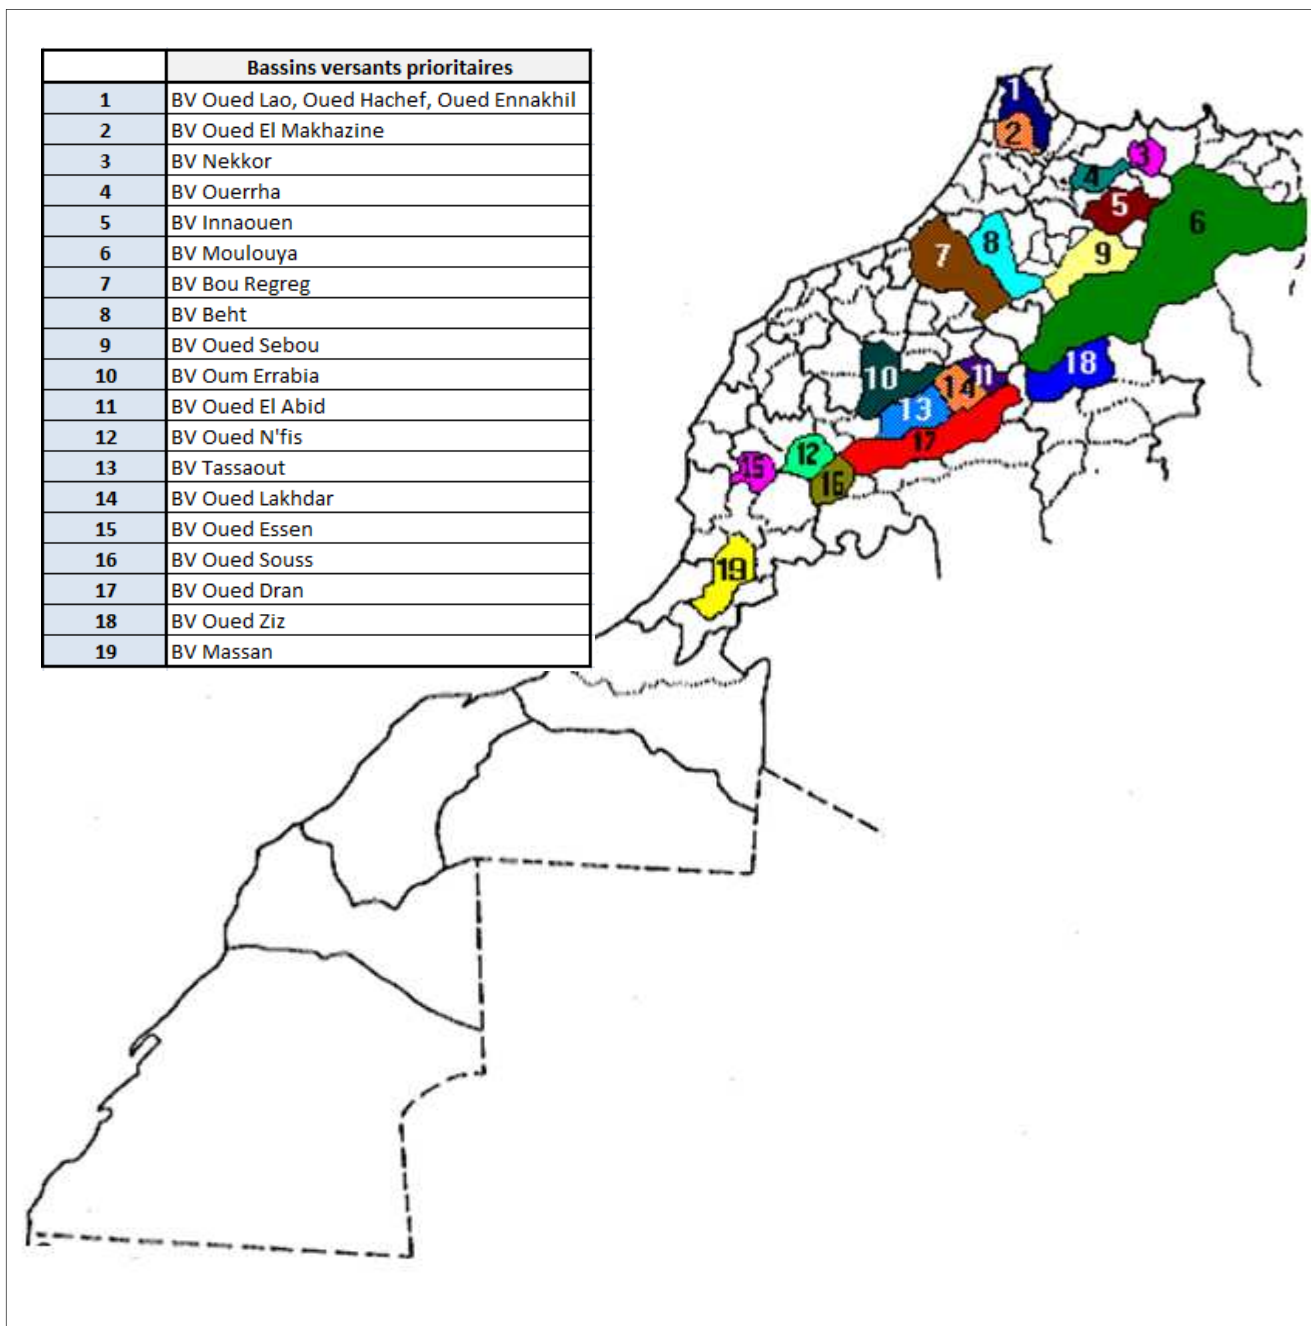 Bassins versants prioritaires
1 BV Oued Lao, Oued Hachef, Oued Ennakhil
2 BV Oued El Makhazine
3 BV Nekkor
4 BV Ouerrha
5 BV Innaouen
6 BV Moulouya
7 BV Bou Regreg
8 BV Beht
9 BV Oued Sebou
10 BV Oum Errabia
11 BV Oued El Abid
12 BV Oued N'fis
13 BV Tassaout
14 BV Oued Lakhdar
15 BV Oued Essen
16 BV Oued Souss
17 BV Oued Dran
18 BV Oued Ziz
19 BV Massan
1
2
3
4
5
6
7
8
9
10
11
14
18
13
17
12
15
16
19